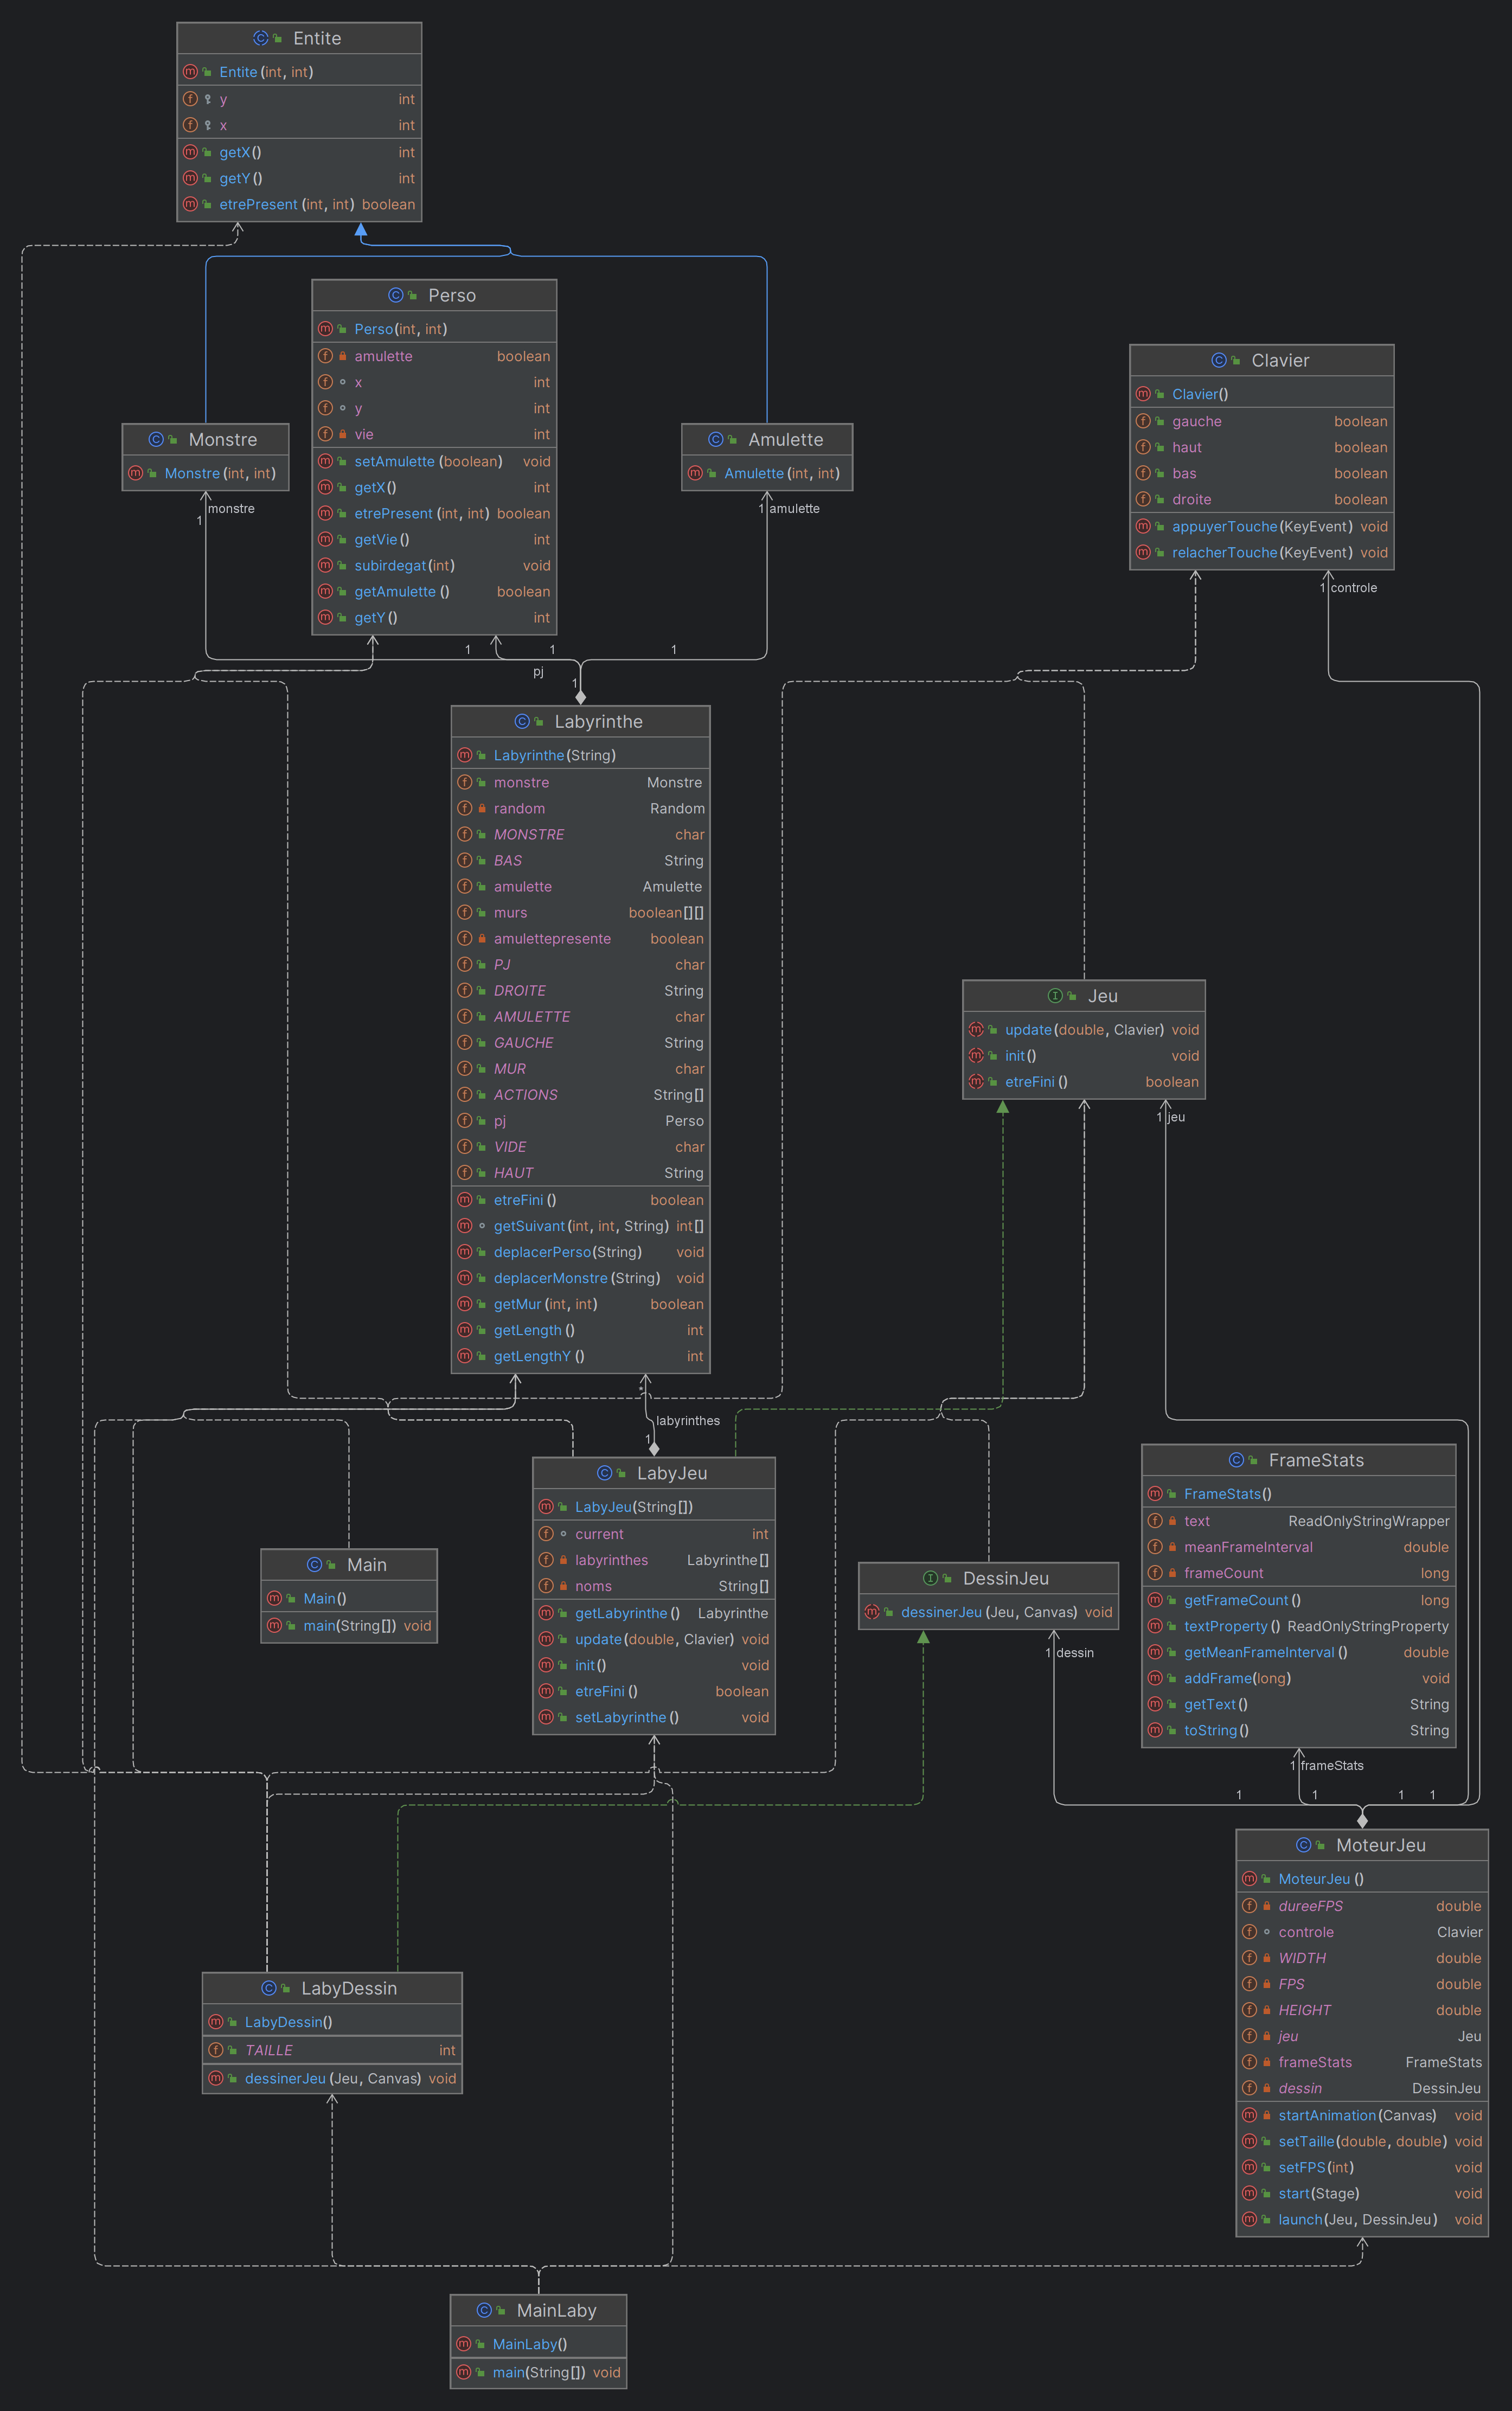 Entite
Entite(int, int)
y int
x int
getX() int
getY() int
etrePresent(int, int) boolean
Perso
Perso(int, int)
amulette boolean
x int
y int
vie int
setAmulette(boolean) void
getX() int
etrePresent(int, int) boolean
getVie() int
subirdegat(int) void
getAmulette() boolean
getY() int
Clavier
Clavier()
gauche boolean
haut boolean
bas boolean
droite boolean
appuyerTouche(KeyEvent) void
relacherTouche(KeyEvent) void
Monstre
Monstre(int, int)
Amulette
Amulette(int, int)
1 monstre
1 amulette
1 controle
1 1 1
pj
1
Labyrinthe
Labyrinthe(String)
monstre Monstre
random Random
MONSTRE char
BAS String
amulette Amulette
murs boolean[][]
amulettepresente boolean
PJ char
DROITE String
AMULETTE char
GAUCHE String
MUR char
ACTIONS String[]
pj Perso
VIDE char
HAUT String
etreFini() boolean
getSuivant(int, int, String) int[]
deplacerPerso(String) void
deplacerMonstre(String) void
getMur(int, int) boolean
getLength() int
getLengthY() int
Jeu
update(double, Clavier) void
init() void
etreFini() boolean
1 jeu
*
labyrinthes
1
LabyJeu
LabyJeu(String[])
current int
labyrinthes Labyrinthe[]
noms String[]
getLabyrinthe() Labyrinthe
update(double, Clavier) void
init() void
etreFini() boolean
setLabyrinthe() void
FrameStats
FrameStats()
text ReadOnlyStringWrapper
meanFrameInterval double
frameCount long
getFrameCount() long
textProperty() ReadOnlyStringProperty
getMeanFrameInterval() double
addFrame(long) void
getText() String
toString() String
Main
Main()
main(String[]) void
DessinJeu
dessinerJeu(Jeu, Canvas) void
1 dessin
1 frameStats
1 1 1 1
MoteurJeu
MoteurJeu()
dureeFPS double
controle Clavier
WIDTH double
FPS double
HEIGHT double
jeu Jeu
frameStats FrameStats
dessin DessinJeu
startAnimation(Canvas) void
setTaille(double, double) void
setFPS(int) void
start(Stage) void
launch(Jeu, DessinJeu) void
LabyDessin
LabyDessin()
TAILLE int
dessinerJeu(Jeu, Canvas) void
MainLaby
MainLaby()
main(String[]) void